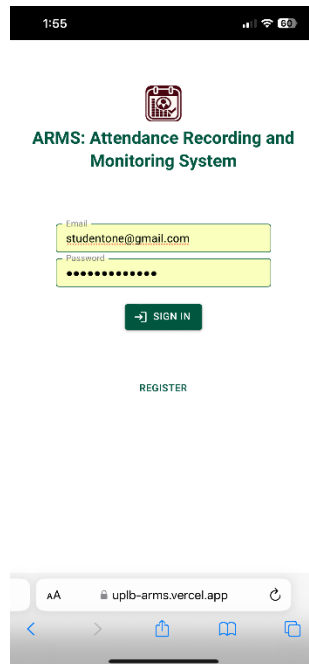 1:55
60
ARMS: Attendance Recording and
Monitoring System
Email
studentone@gmail.com
Password
•••••••••••••
SIGN IN
REGISTER
AA
uplb-arms.vercel.app